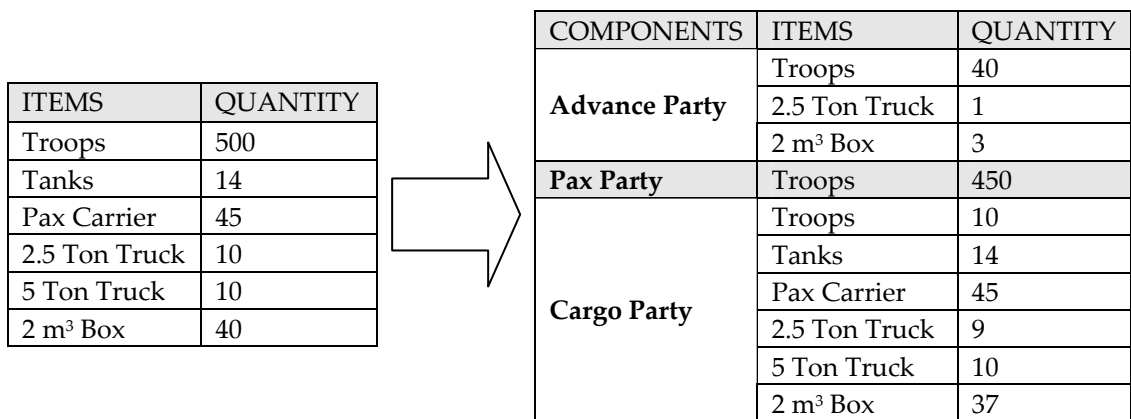 ITEMS QUANTITY
Troops 500
Tanks 14
Pax Carrier 45
2.5 Ton Truck 10
5 Ton Truck 10
2 m³ Box 40
COMPONENTS ITEMS QUANTITY
Advance Party
Troops 40
2.5 Ton Truck 1
2 m³ Box 3
Pax Party Troops 450
Cargo Party
Troops 10
Tanks 14
Pax Carrier 45
2.5 Ton Truck 9
5 Ton Truck 10
2 m³ Box 37